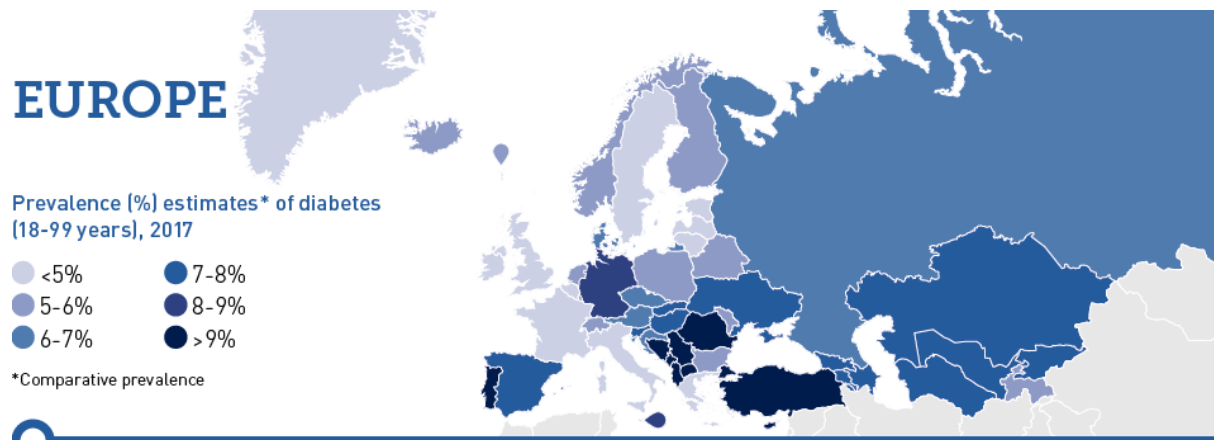 EUROPE
Prevalence (%) estimates* of diabetes
(18-99 years), 2017
<5%
7-8%
5-6%
8-9%
6-7%
>9%
*Comparative prevalence